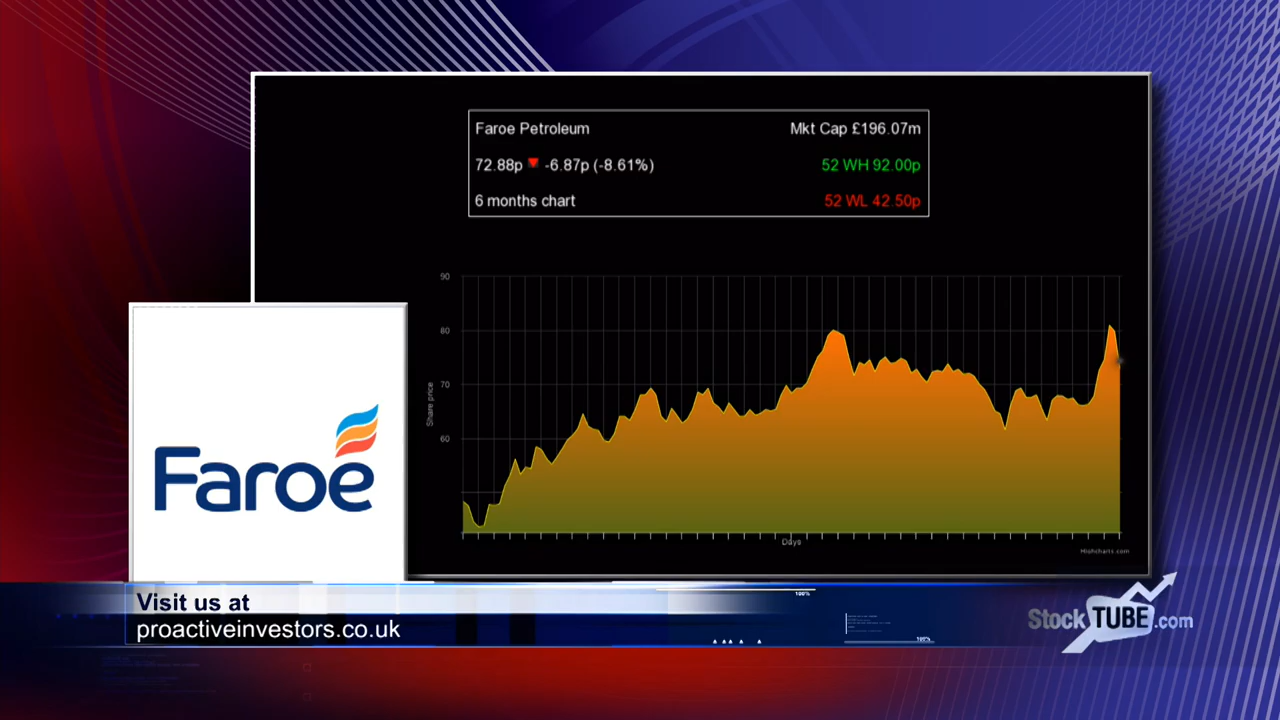 Faroe Petroleum
Mkt Cap £196.07m
72.88p ▼ -6.87p (-8.61%)
52 WH 92.00p
6 months chart
52 WL 42.50p
90
80
70
60
Share price
Days
Highcharts.com
Faroe
Visit us at
proactiveinvestors.co.uk
100%
100%
StockTUBE.com